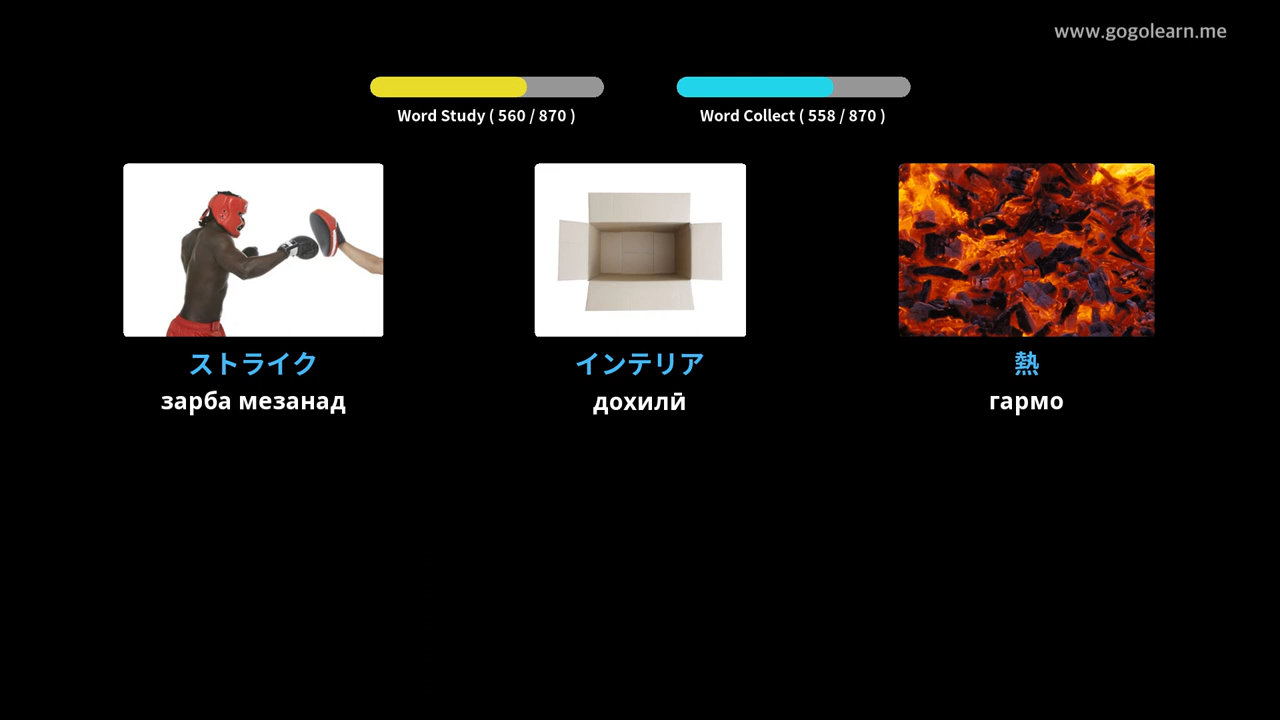 www.gogolearn.me
Word Study ( 560 / 870 )
Word Collect ( 558 / 870 )
ストライク
インテリア
熱
зарба мезанад
дохилӣ
гармо